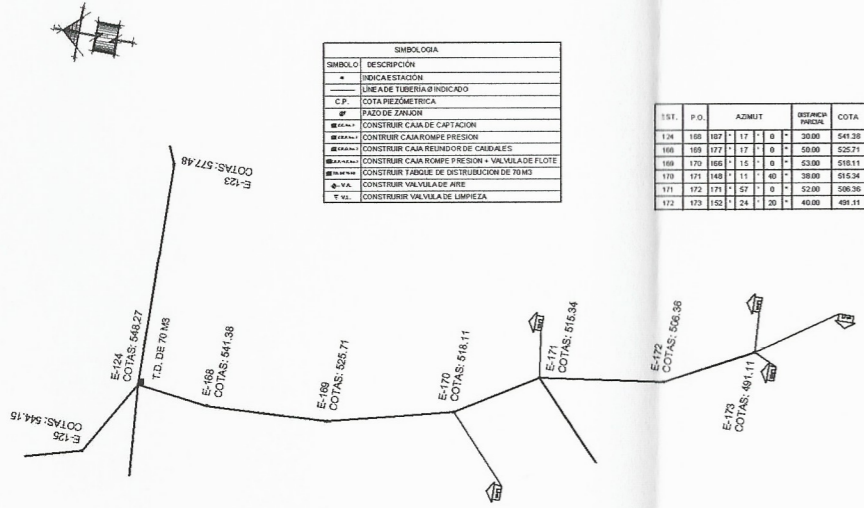 SIMBOLOGIA
SIMBOLO DESCRIPCIÓN
INDICA ESTACIÓN
LÍNEA DE TUBERÍA Ø INDICADO
C.P. COTA PIEZÓMETRICA
PAZO DE ZANJON
CONSTRUIR CAJA DE CAPTACION
CONTRUIR CAJA ROMPE PRESION
CONSTRUIR CAJA REUNIDOR DE CAUDALES
CONSTRUIR CAJA ROMPE PRESION + VALVULA DE FLOTE
CONSTRUIR TABQUE DE DISTRUBUCION DE 70 M3
V.A. CONSTRUIR VALVULA DE AIRE
V.L. CONSTRURIR VALVULA DE LIMPIEZA
EST. P.O. AZIMUT DISTANCIA PARCIAL COTA
124 168 187 ° 17 ' 0 " 30.00 541.38
168 169 177 ° 17 ' 0 " 50.00 525.71
169 170 166 ° 15 ' 0 " 53.00 518.11
170 171 148 ° 11 ' 40 " 38.00 515.34
171 172 171 ° 57 ' 0 " 52.00 506.36
172 173 152 ° 24 ' 20 " 40.00 491.11
E-123
COTAS: 577.48
E-124
COTAS: 548.27
T.D. DE 70 M3
E-125
COTAS: 544.15
E-168
COTAS: 541.38
E-169
COTAS: 525.71
E-170
COTAS: 518.11
E-171
COTAS: 515.34
E-172
COTAS: 506.36
E-173
COTAS: 491.11